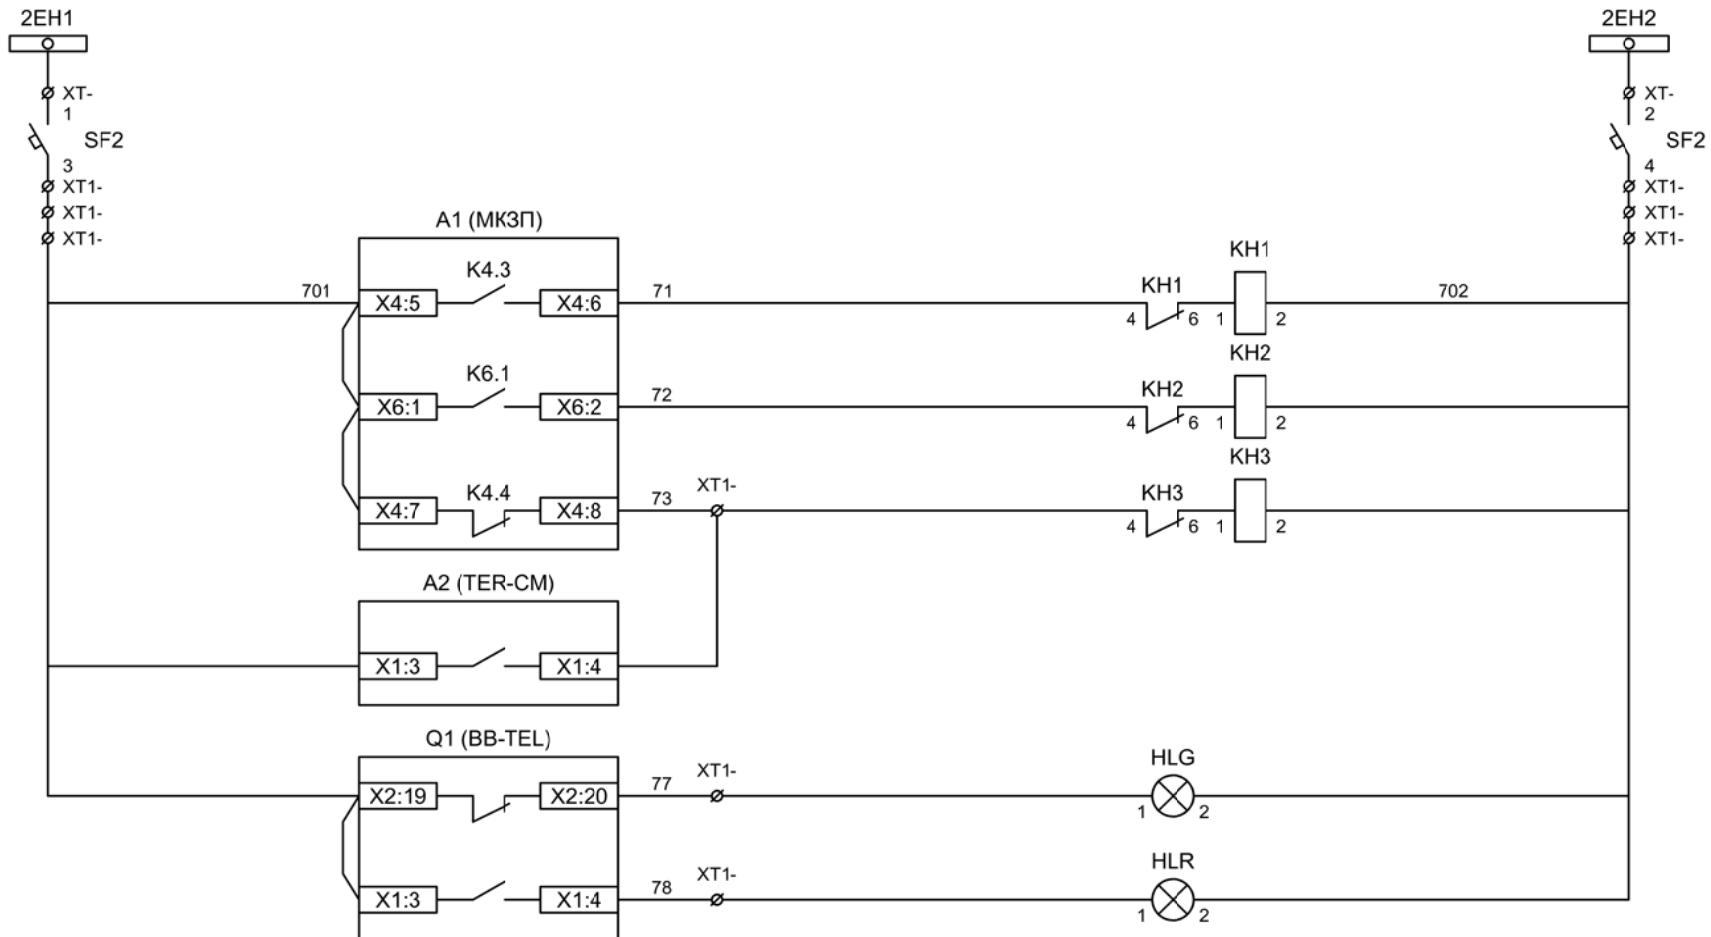 2EH1
2EH2
XT-
XT-
1
2
SF2
SF2
3
4
XT1-
XT1-
XT1-
XT1-
XT1-
XT1-
A1 (МКЗП)
K4.3
KH1
701
X4:5
X4:6
71
KH1
4
6
1
2
702
K6.1
KH2
X6:1
X6:2
72
KH2
4
6
1
2
K4.4
KH3
X4:7
X4:8
73
XT1-
KH3
4
6
1
2
A2 (TER-CM)
X1:3
X1:4
Q1 (BB-TEL)
X2:19
X2:20
77
XT1-
HLG
1
2
X1:3
X1:4
78
XT1-
HLR
1
2